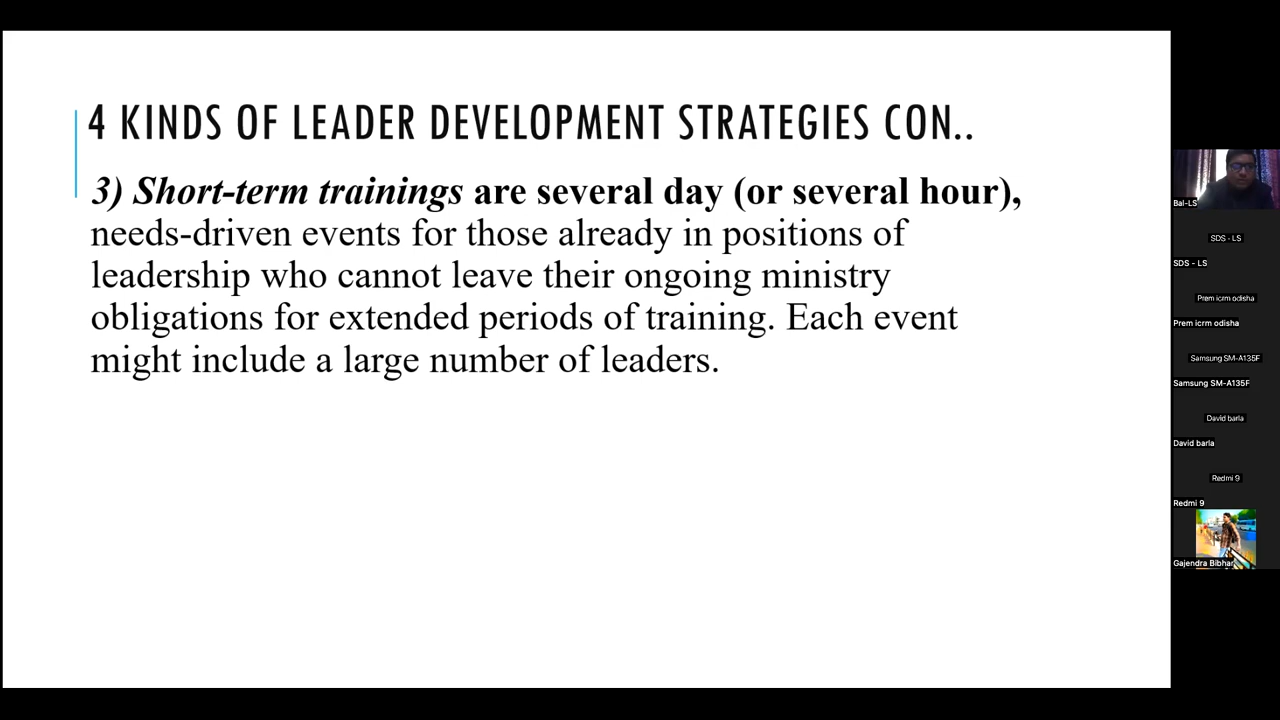 4 KINDS OF LEADER DEVELOPMENT STRATEGIES CON..
3) Short-term trainings are several day (or several hour),
needs-driven events for those already in positions of
leadership who cannot leave their ongoing ministry
obligations for extended periods of training. Each event
might include a large number of leaders.
Bal-LS
SDS - LS
SDS - LS
Prem icrm odisha
Prem icrm odisha
Samsung SM-A135F
Samsung SM-A135F
David barla
David barla
Redmi 9
Redmi 9
Gajendra Bibhar